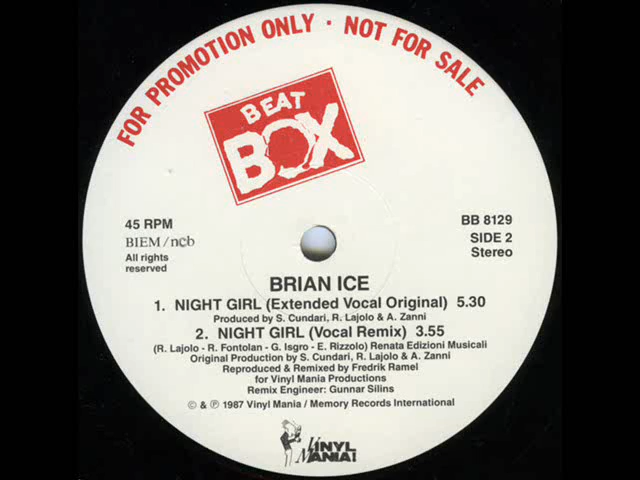 FOR PROMOTION ONLY · NOT FOR SALE
BEAT
BOX
45 RPM
BIEM/ncb
All rights
reserved
BB 8129
SIDE 2
Stereo
BRIAN ICE
1. NIGHT GIRL (Extended Vocal Original) 5.30
Produced by S. Cundari, R. Lajolo & A. Zanni
2. NIGHT GIRL (Vocal Remix) 3.55
(R. Lajolo - R. Fontolan - G. Isgro - E. Rizzolo) Renata Edizioni Musicali
Original Production by S. Cundari, R. Lajolo & A. Zanni
Reproduced & Remixed by Fredrik Ramel
for Vinyl Mania Productions
Remix Engineer: Gunnar Silins
© & ℗ 1987 Vinyl Mania / Memory Records International
VINYL
MANIA!